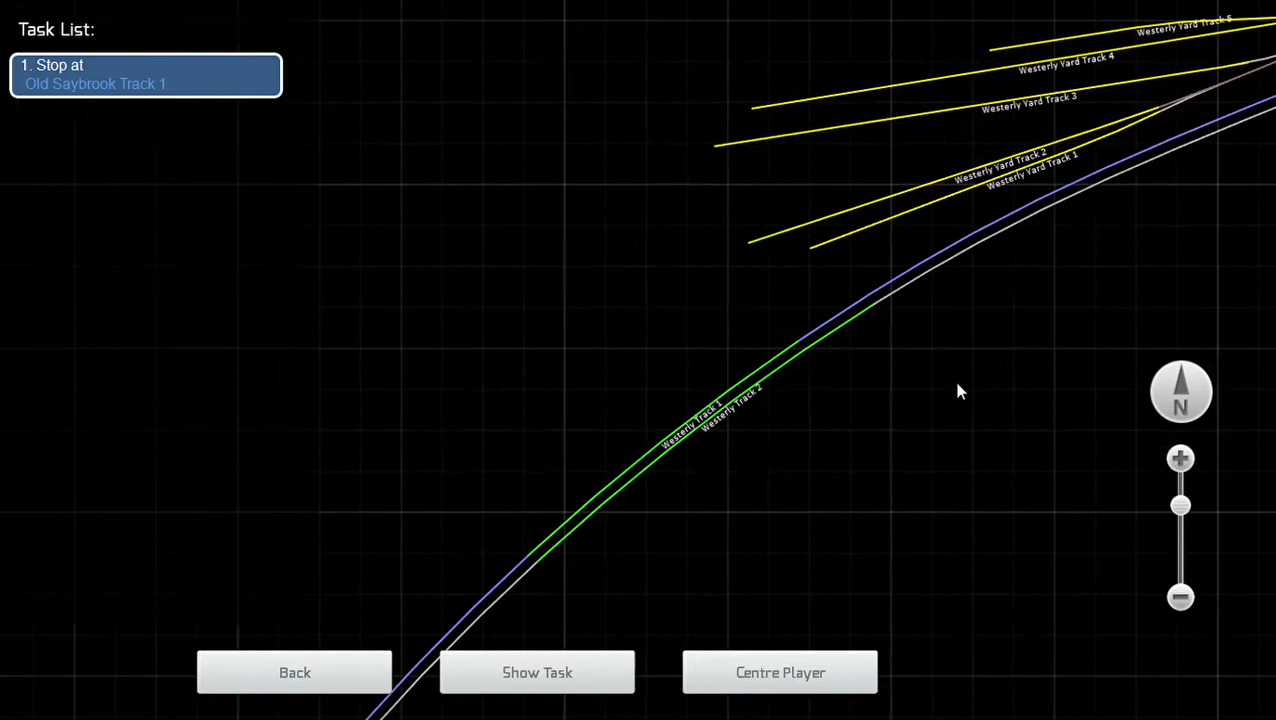 Task List:
1. Stop at
Old Saybrook Track 1
Westerly Yard Track 5
Westerly Yard Track 4
Westerly Yard Track 3
Westerly Yard Track 2
Westerly Yard Track 1
Westerly Track 1
Westerly Track 2
N
Back
Show Task
Centre Player